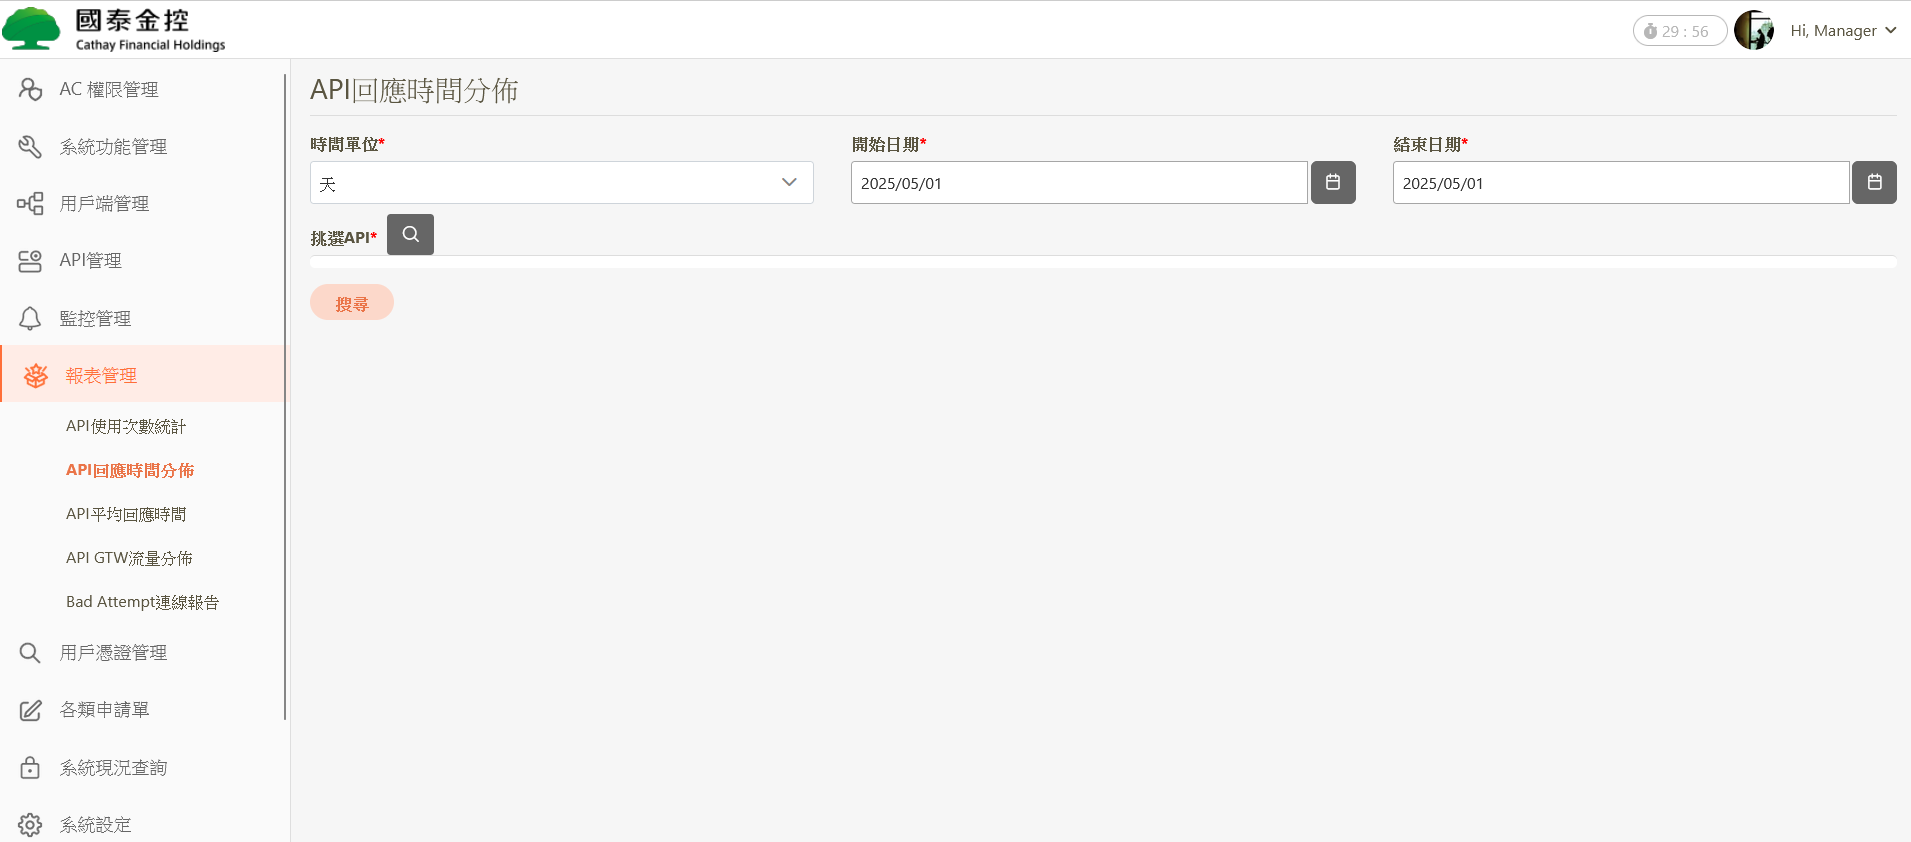 國泰金控
Cathay Financial Holdings
29 : 56
Hi, Manager
AC 權限管理
系統功能管理
用戶端管理
API管理
監控管理
報表管理
API使用次數統計
API回應時間分佈
API平均回應時間
API GTW流量分佈
Bad Attempt連線報告
用戶憑證管理
各類申請單
系統現況查詢
系統設定
API回應時間分佈
時間單位*
天
開始日期*
2025/05/01
結束日期*
2025/05/01
挑選API*
搜尋